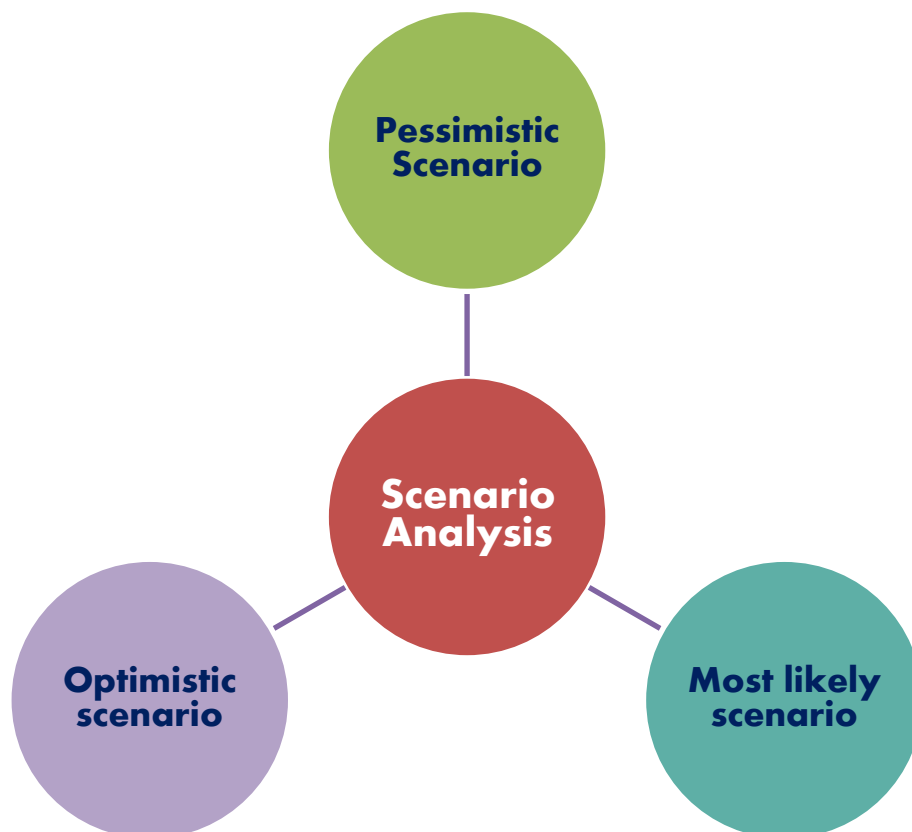 Pessimistic
Scenario
Scenario
Analysis
Optimistic
scenario
Most likely
scenario